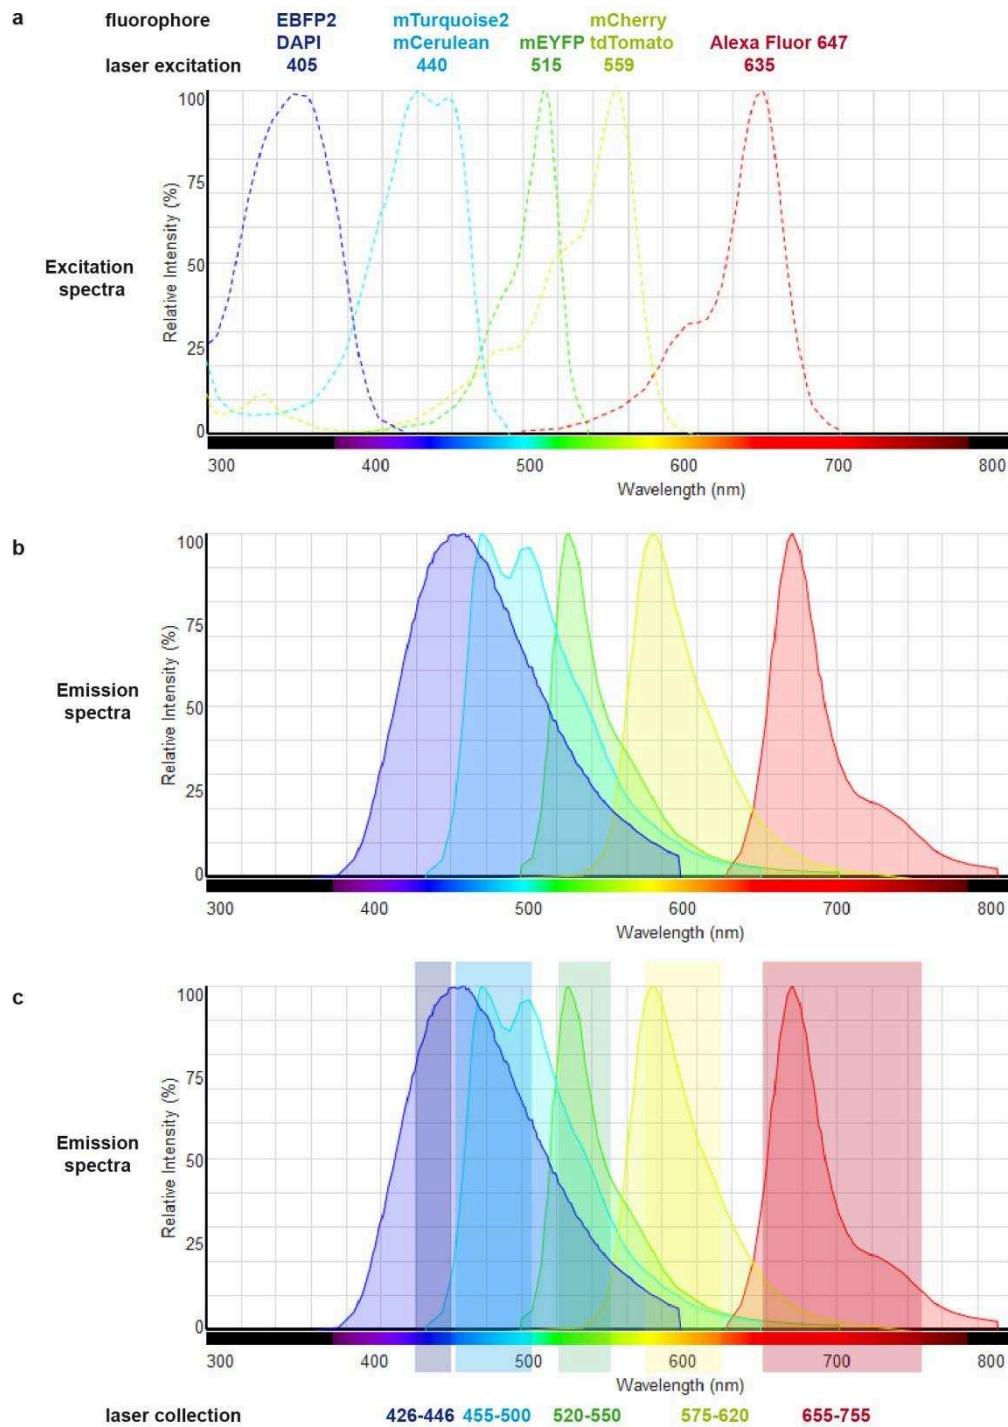 a
fluorophore EBFP2 mTurquoise2 mCherry
DAPI mCerulean mEYFP tdTomato Alexa Fluor 647
laser excitation 405 440 515 559 635
Excitation
spectra
Relative Intensity (%)
100
75
50
25
0
300 400 500 600 700 800
Wavelength (nm)
b
Emission
spectra
Relative Intensity (%)
100
75
50
25
0
300 400 500 600 700 800
Wavelength (nm)
c
Emission
spectra
Relative Intensity (%)
100
75
50
25
0
300 400 500 600 700 800
Wavelength (nm)
laser collection 426-446 455-500 520-550 575-620 655-755